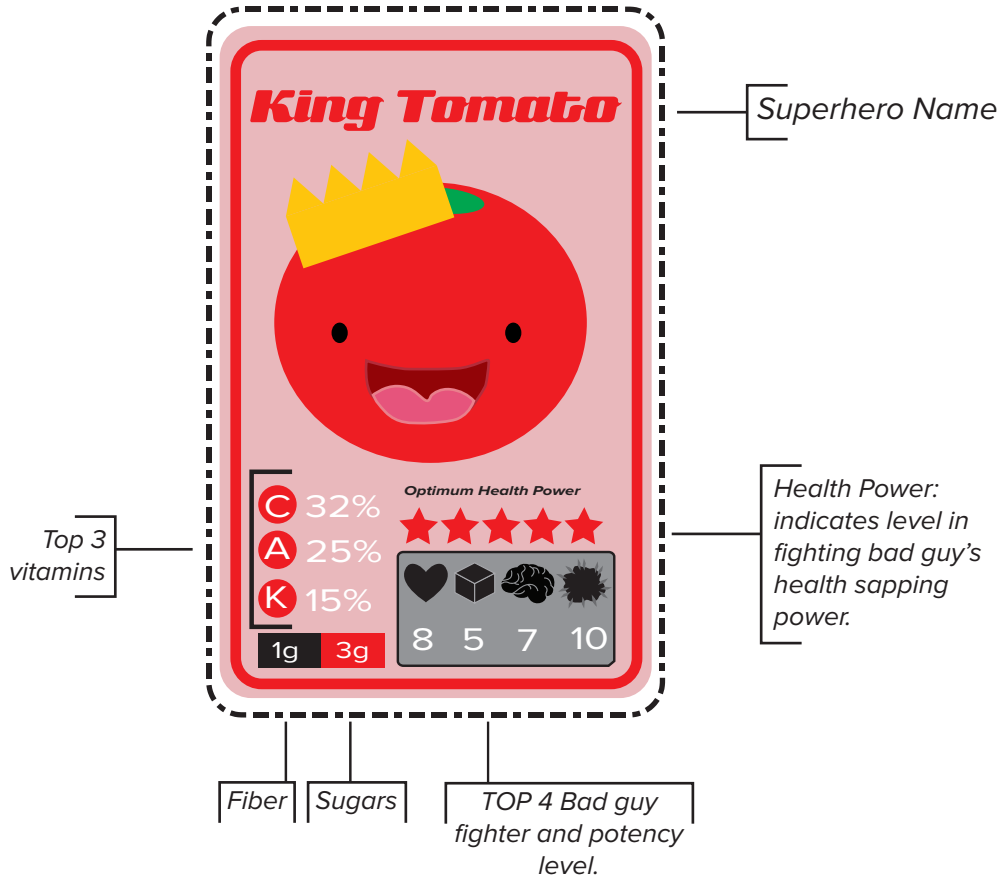 King Tomato
Superhero Name
C 32%
A 25%
K 15%
Top 3
vitamins
1g 3g
Optimum Health Power
8 5 7 10
Health Power:
indicates level in
fighting bad guy's
health sapping
power.
Fiber
Sugars
TOP 4 Bad guy
fighter and potency
level.